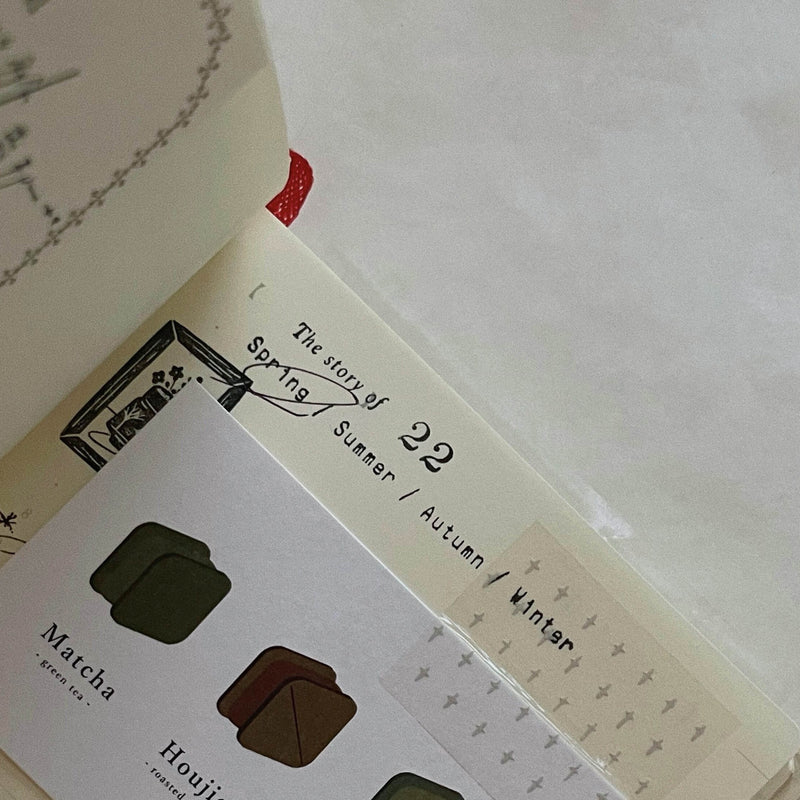 The story of 22
Spring / Summer / Autumn / Winter
Matcha
- green tea -
- roasted